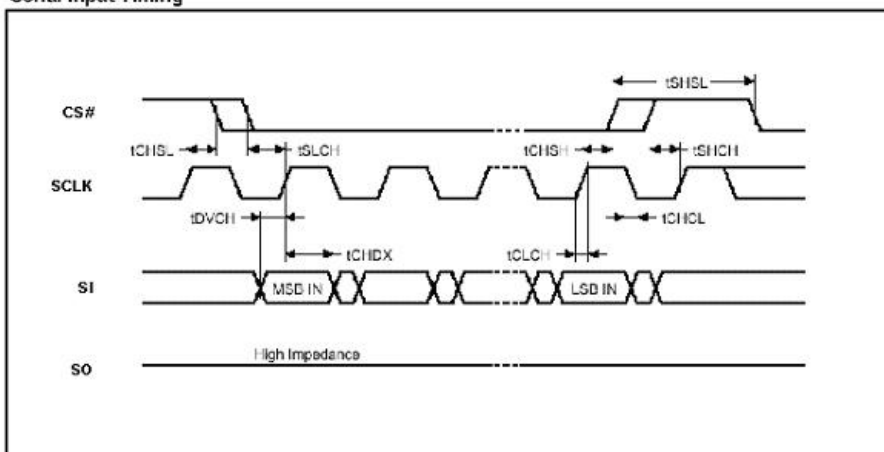 Serial Input Timing
tSHSL
CS#
tCHSL
tSLCH
tCHSH
tSHCH
SCLK
tDVCH
tCHCL
tCHDX
tCLCH
SI
MSB IN
LSB IN
High Impedance
SO